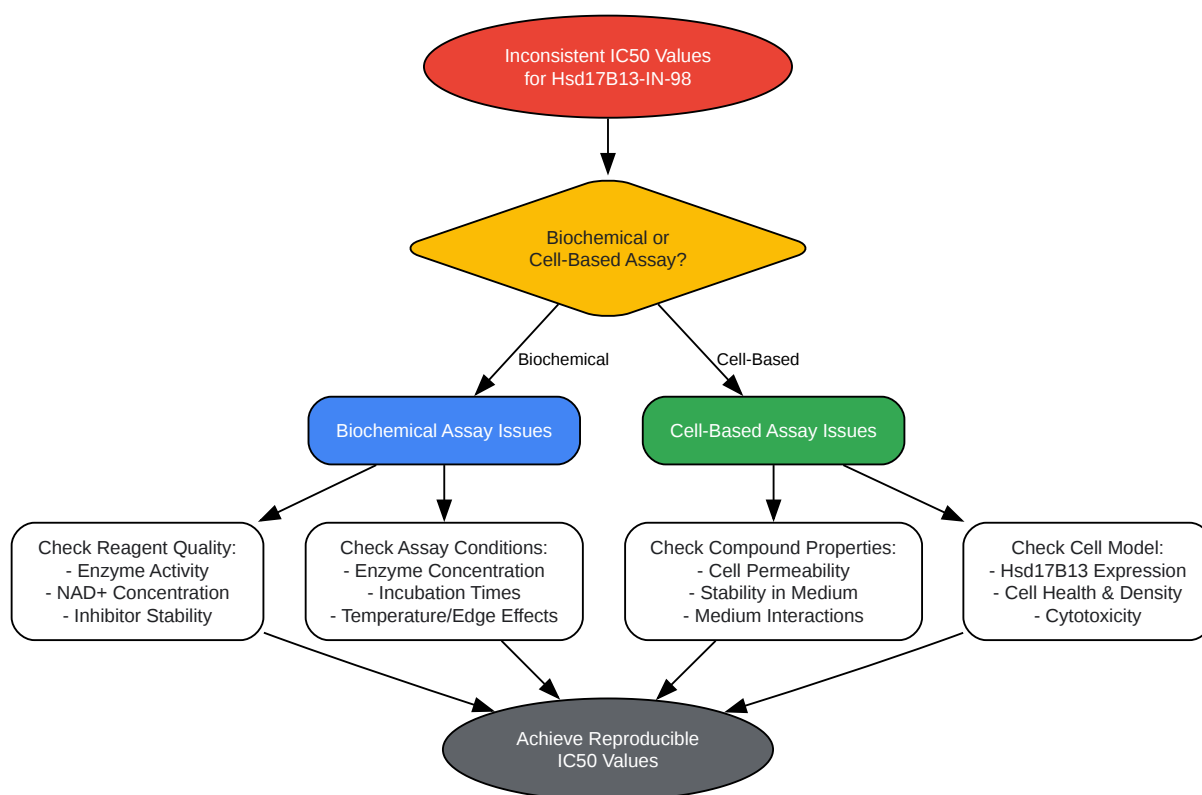 Inconsistent IC50 Values
for Hsd17B13-IN-98
Biochemical or
Cell-Based Assay?
Biochemical
Cell-Based
Biochemical Assay Issues
Cell-Based Assay Issues
Check Reagent Quality:
- Enzyme Activity
- NAD+ Concentration
- Inhibitor Stability
Check Assay Conditions:
- Enzyme Concentration
- Incubation Times
- Temperature/Edge Effects
Check Compound Properties:
- Cell Permeability
- Stability in Medium
- Medium Interactions
Check Cell Model:
- Hsd17B13 Expression
- Cell Health & Density
- Cytotoxicity
Achieve Reproducible
IC50 Values